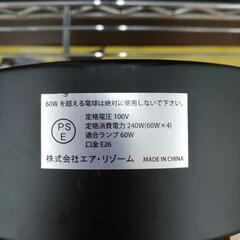 60Wを超える電球は絶対に使用しないで下さい。
PS
E
定格電圧 100V
定格消費電力 240W(60W×4)
適合ランプ 60W
口金 E26
株式会社エア・リゾーム
MADE IN CHINA